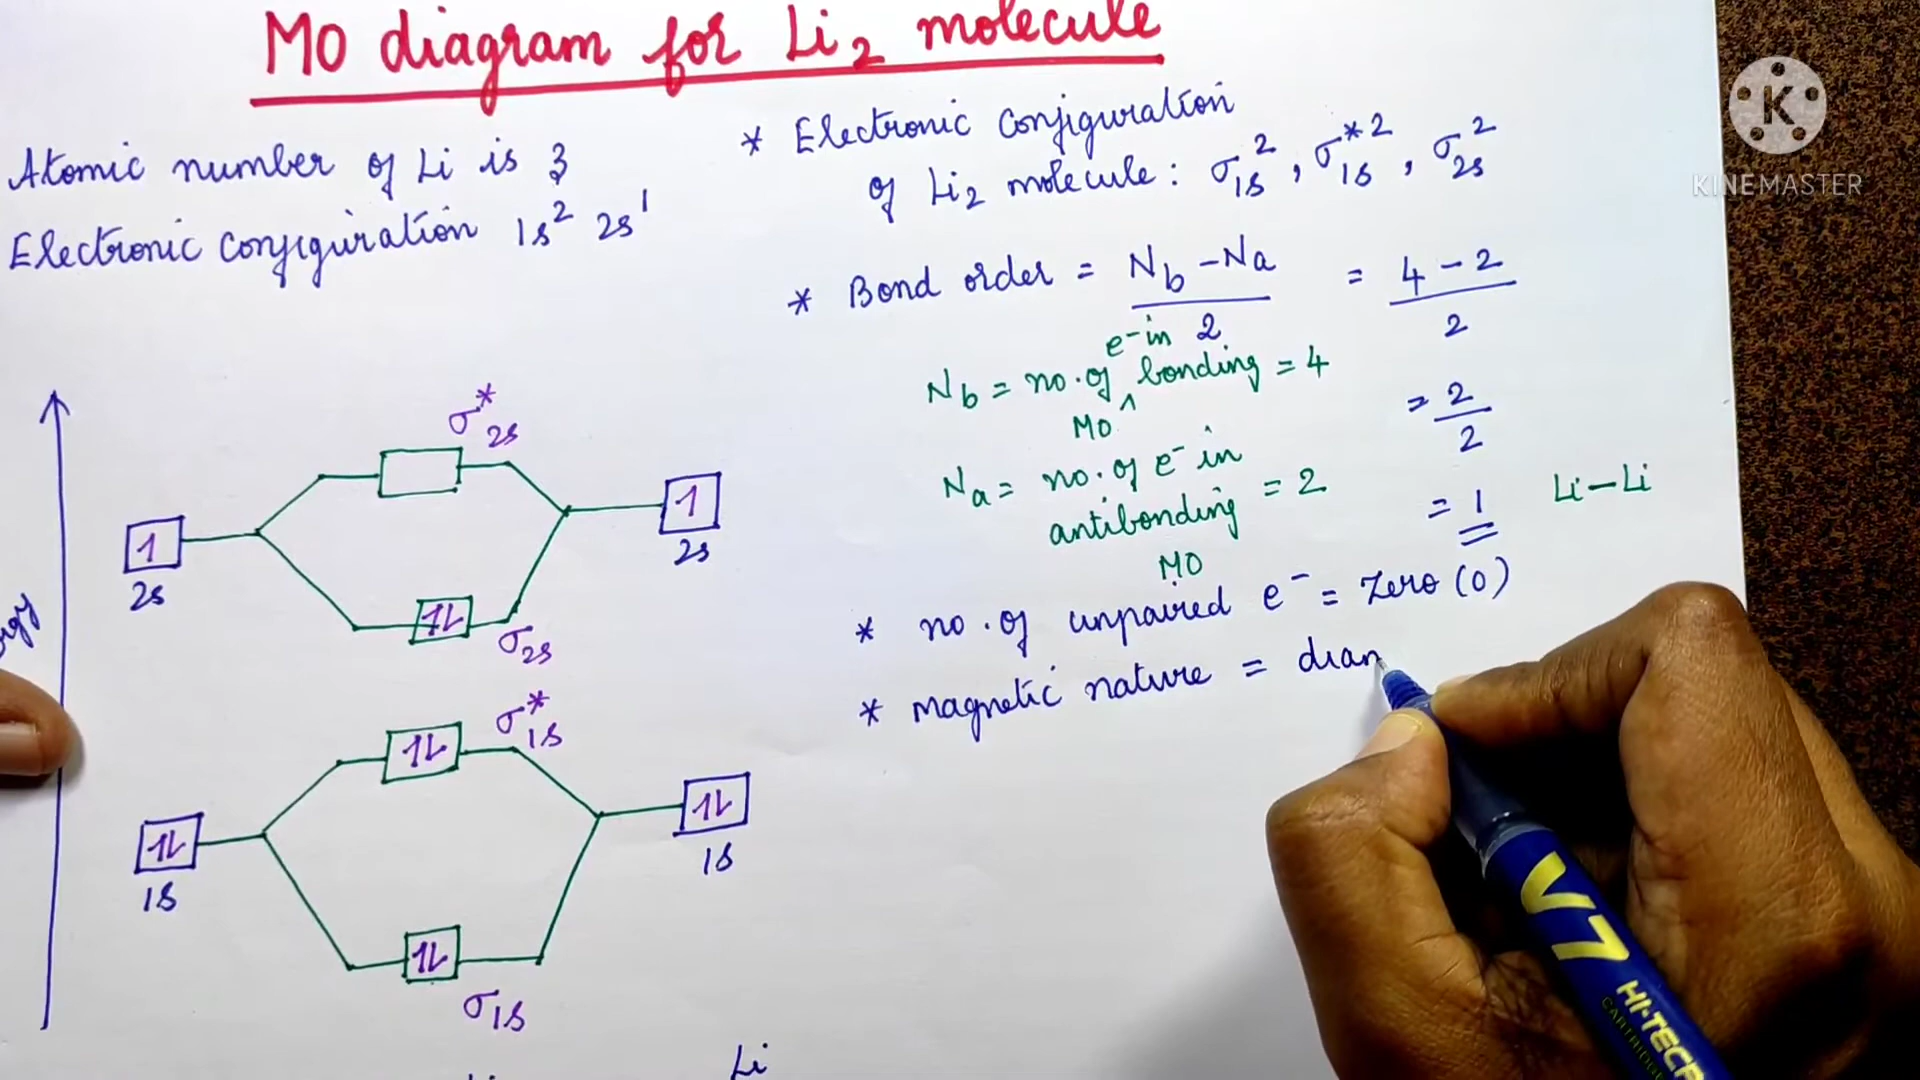 MO diagram for Li₂ molecule
Atomic number of Li is 3
Electronic configuration 1s² 2s¹
* Electronic configuration
of Li₂ molecule : σ1s², σ*1s², σ2s²
* Bond order = Nb - Na / 2 = 4 - 2 / 2
Nb = no. of e⁻ in bonding = 4
MO
= 2 / 2
Na = no. of e⁻ in
antibonding = 2
MO
= 1
Li – Li
* no. of unpaired e⁻ = Zero (0)
* magnetic nature = diam
σ*2s
1
2s
1
2s
1L
σ2s
σ*1s
1L
1L
1s
1L
1s
1L
σ1s
Li
KINEMASTER
K
V7
HI-TECP